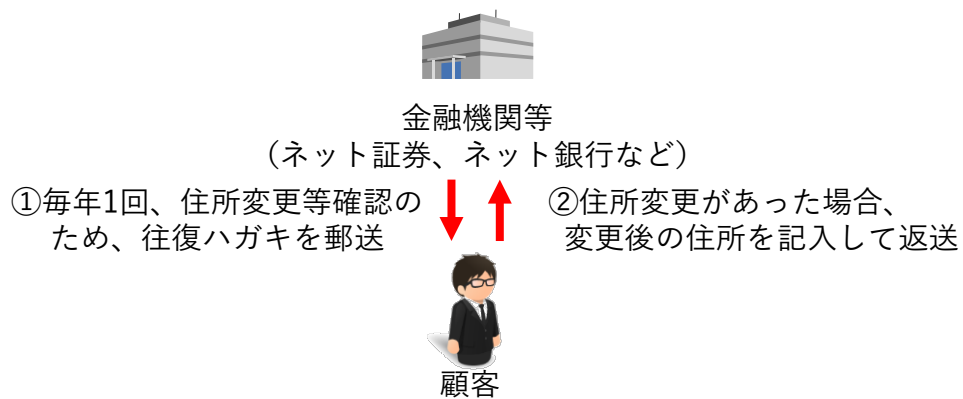 金融機関等
（ネット証券、ネット銀行など）
①毎年1回、住所変更等確認の
ため、往復ハガキを郵送
②住所変更があった場合、
変更後の住所を記入して返送
顧客